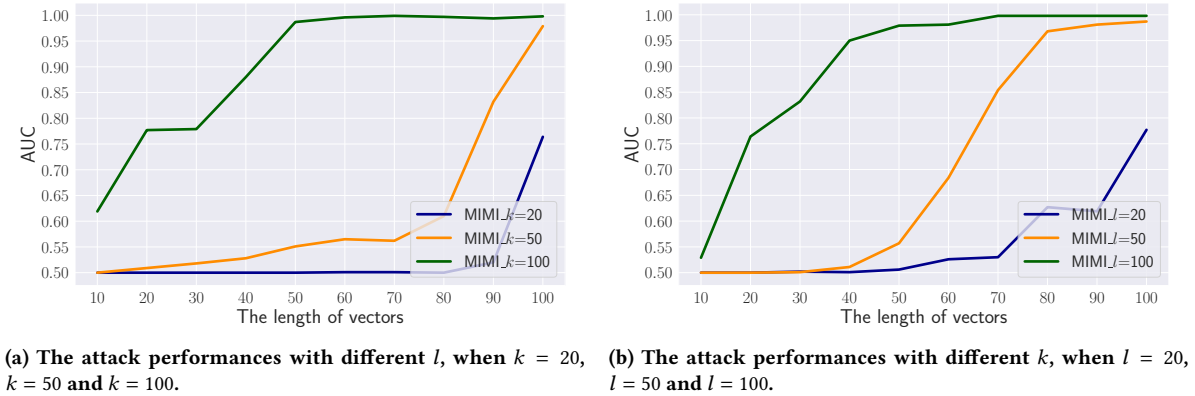 1.00
0.95
0.90
0.85
0.80
0.75
0.70
0.65
0.60
0.55
0.50
AUC
10 20 30 40 50 60 70 80 90 100
The length of vectors
MIMI_k=20
MIMI_k=50
MIMI_k=100
(a) The attack performances with different l, when k = 20,
k = 50 and k = 100.
1.00
0.95
0.90
0.85
0.80
0.75
0.70
0.65
0.60
0.55
0.50
AUC
10 20 30 40 50 60 70 80 90 100
The length of vectors
MIMI_l=20
MIMI_l=50
MIMI_l=100
(b) The attack performances with different k, when l = 20,
l = 50 and l = 100.